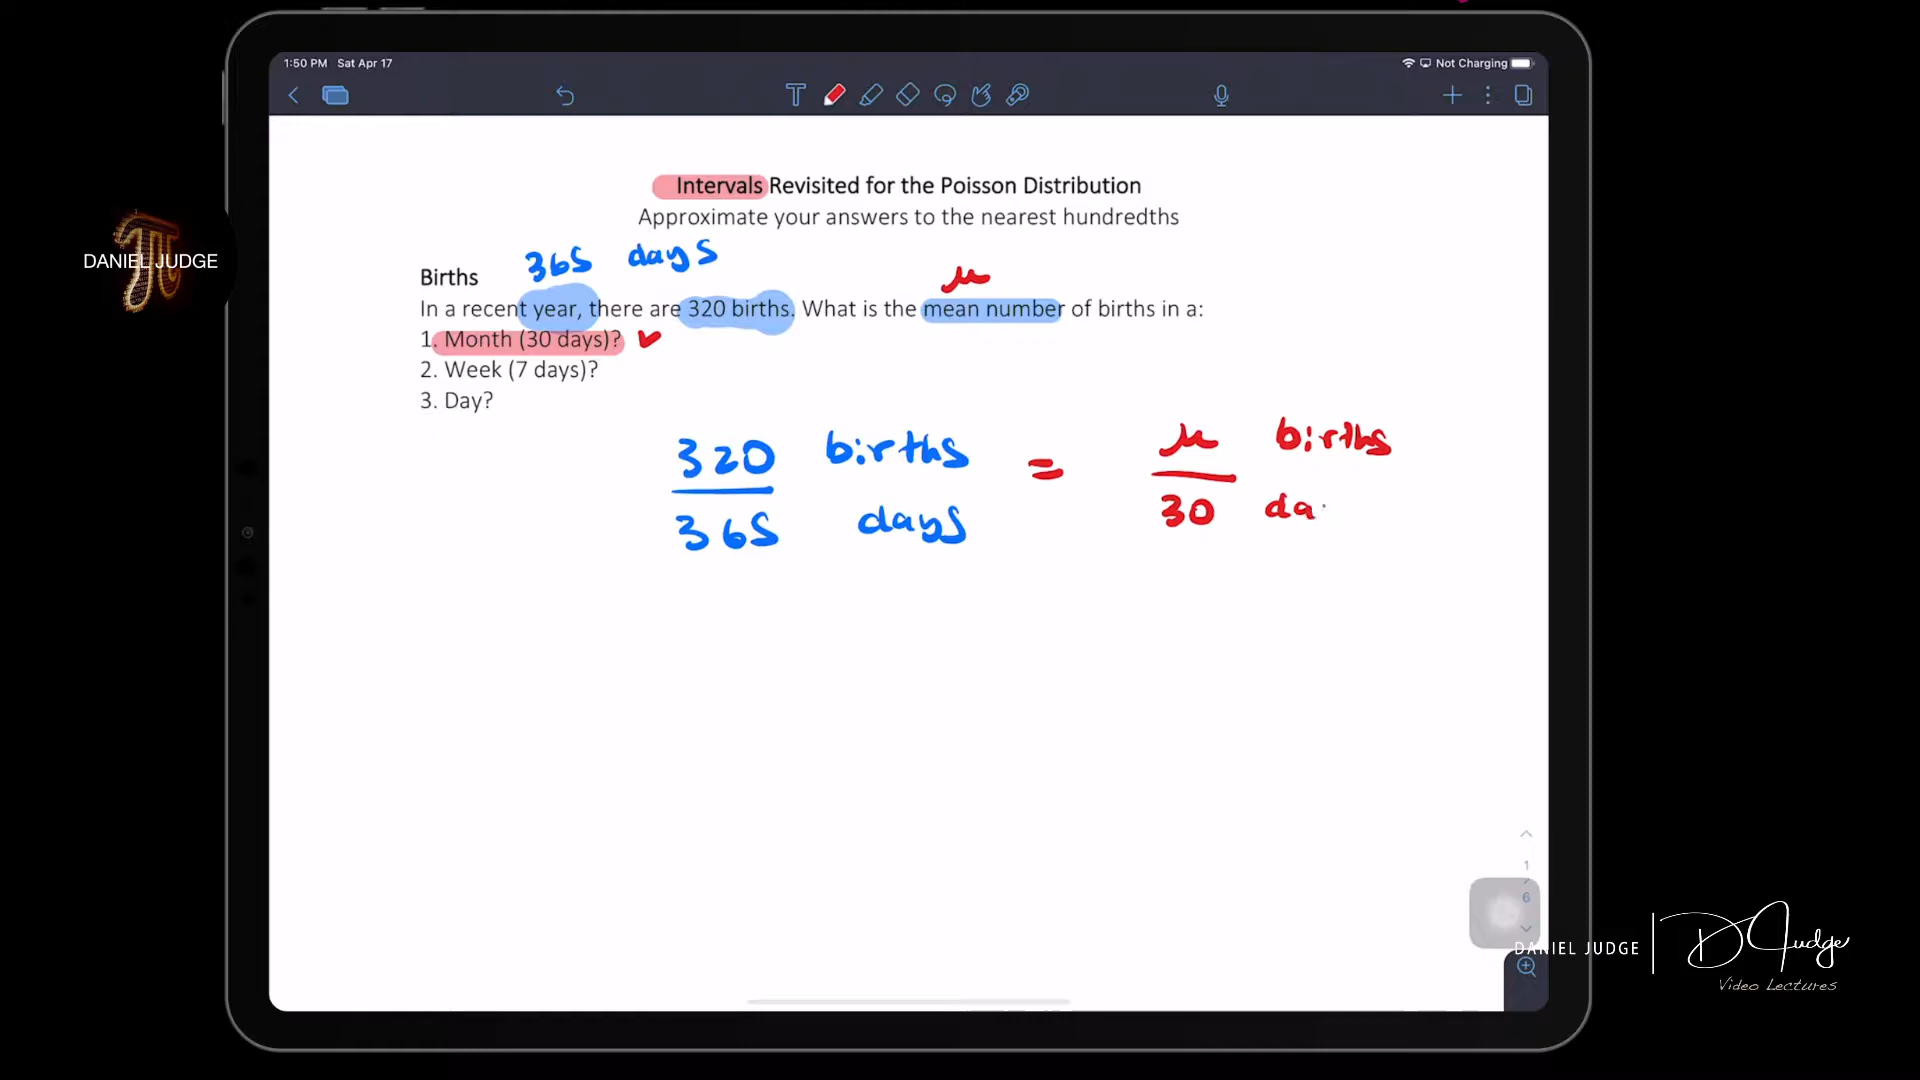 1:50 PM Sat Apr 17
Not Charging
T
Intervals Revisited for the Poisson Distribution
Approximate your answers to the nearest hundredths
365 days
Births
μ
In a recent year, there are 320 births. What is the mean number of births in a:
1. Month (30 days)?
2. Week (7 days)?
3. Day?
320 births = μ births
365 days 30 da
DANIEL JUDGE
1
6
DANIEL JUDGE
DJudge
Video Lectures